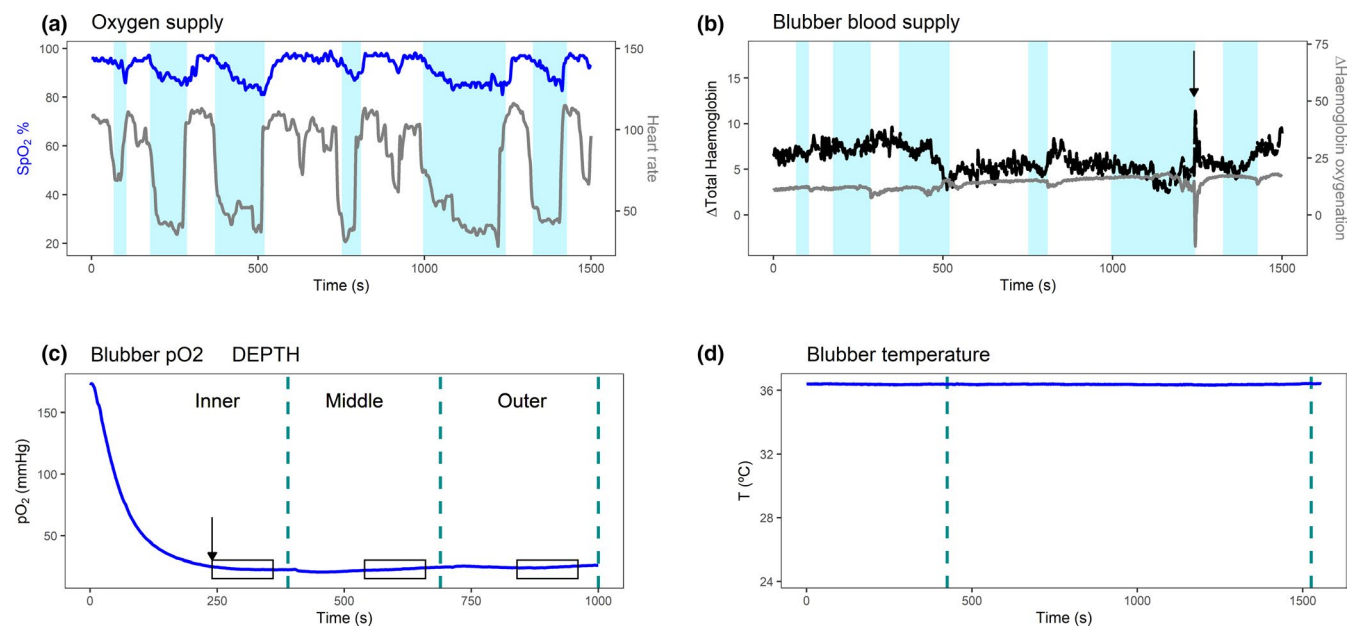 (a) Oxygen supply
100
80
60
40
20
SpO₂ %
150
100
50
Heart rate
0 500 1000 1500
Time (s)
(b) Blubber blood supply
15
10
5
0
ΔTotal Haemoglobin
75
50
25
0
ΔHaemoglobin oxygenation
0 500 1000 1500
Time (s)
(c) Blubber pO2 DEPTH
Inner Middle Outer
150
100
50
pO₂ (mmHg)
0 250 500 750 1000
Time (s)
(d) Blubber temperature
36
32
28
24
T (ºC)
0 500 1000 1500
Time (s)